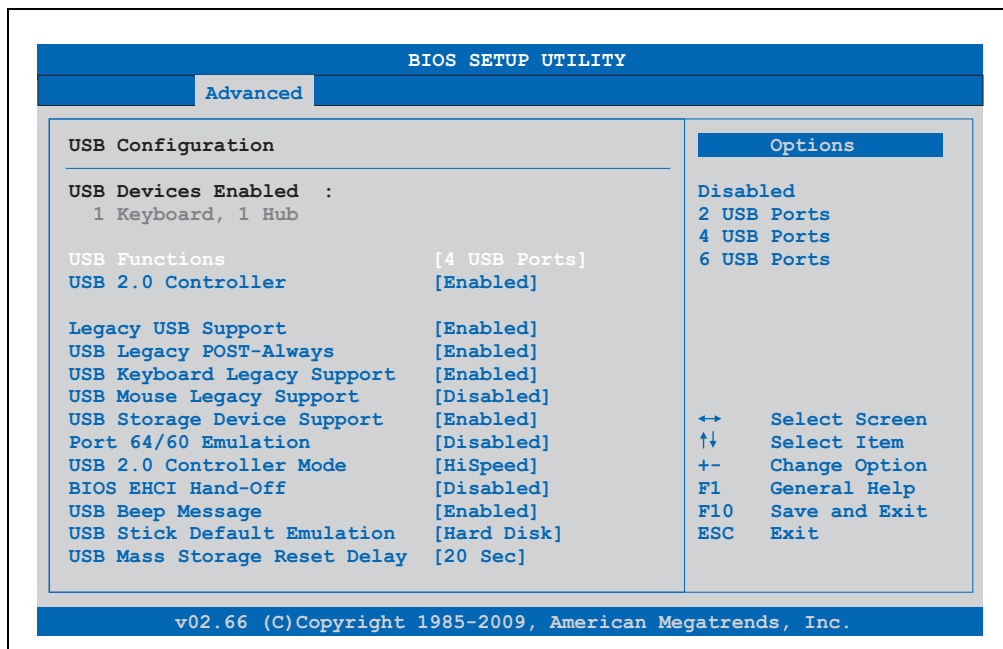 BIOS SETUP UTILITY
Advanced
USB Configuration
USB Devices Enabled :
1 Keyboard, 1 Hub
USB Functions [4 USB Ports]
USB 2.0 Controller [Enabled]
Legacy USB Support [Enabled]
USB Legacy POST-Always [Enabled]
USB Keyboard Legacy Support [Enabled]
USB Mouse Legacy Support [Disabled]
USB Storage Device Support [Enabled]
Port 64/60 Emulation [Disabled]
USB 2.0 Controller Mode [HiSpeed]
BIOS EHCI Hand-Off [Disabled]
USB Beep Message [Enabled]
USB Stick Default Emulation [Hard Disk]
USB Mass Storage Reset Delay [20 Sec]
Options
Disabled
2 USB Ports
4 USB Ports
6 USB Ports
↔ Select Screen
↑↓ Select Item
+- Change Option
F1 General Help
F10 Save and Exit
ESC Exit
v02.66 (C)Copyright 1985-2009, American Megatrends, Inc.